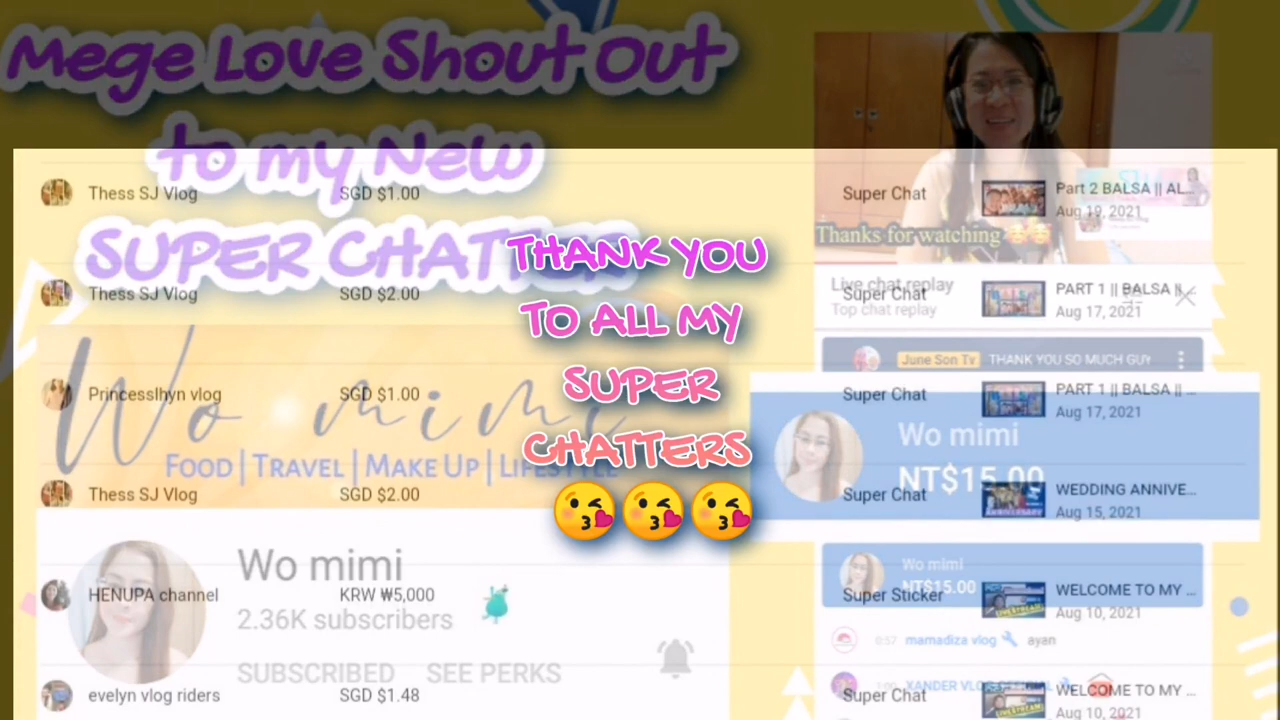 Mege Love Shout Out
to my New
SUPER CHATTER
THANK YOU
TO ALL MY
SUPER
CHATTERS
😘😘😘
Thess SJ Vlog SGD $1.00 Super Chat Part 2 BALSA || AL...
Aug 19, 2021
Thanks for watching 🥰🥰
Live chat replay
Top chat replay
Thess SJ Vlog SGD $2.00 Super Chat PART 1 || BALSA || ...
Aug 17, 2021
June Son Tv THANK YOU SO MUCH GUY
Princesslhyn vlog SGD $1.00 Super Chat PART 1 || BALSA || ...
Aug 17, 2021
Wo mimi
FOOD | TRAVEL | MAKE UP | LIFESTYLE
Wo mimi
NT$15.00
Thess SJ Vlog SGD $2.00 Super Chat WEDDING ANNIVE...
Aug 15, 2021
Wo mimi
2.36K subscribers
SUBSCRIBED SEE PERKS
Wo mimi
NT$15.00
HENUPA channel KRW ₩5,000 Super Sticker WELCOME TO MY ...
Aug 10, 2021
0:57 mamadiza vlog 🔧 ayan
evelyn vlog riders SGD $1.48 Super Chat WELCOME TO MY ...
Aug 10, 2021